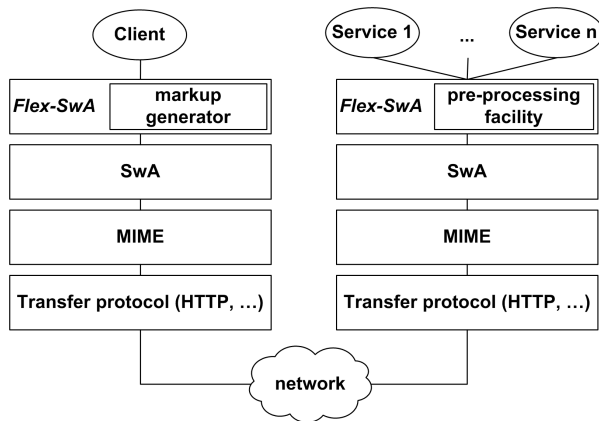 Client
Service 1
...
Service n
Flex-SwA
markup
generator
Flex-SwA
pre-processing
facility
SwA
SwA
MIME
MIME
Transfer protocol (HTTP, …)
Transfer protocol (HTTP, …)
network